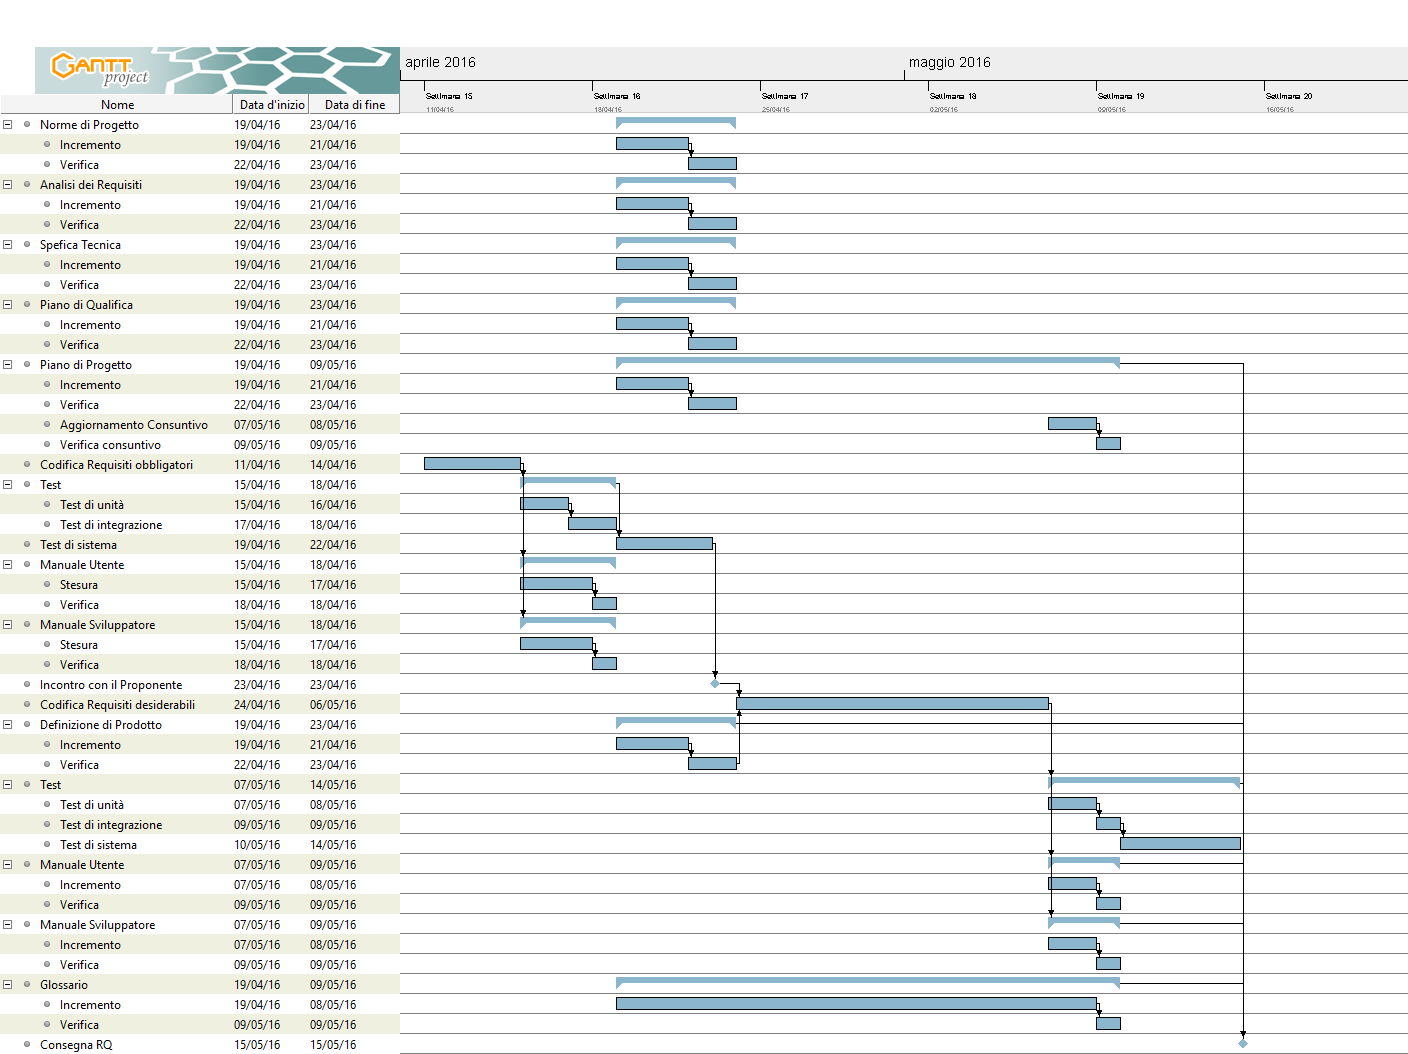 GANTT project
aprile 2016 maggio 2016
Settimana 15 Settimana 16 Settimana 17 Settimana 18 Settimana 19 Settimana 20
11/04/16 18/04/16 25/04/16 02/05/16 09/05/16 16/05/16
Nome Data d'inizio Data di fine
Norme di Progetto 19/04/16 23/04/16
Incremento 19/04/16 21/04/16
Verifica 22/04/16 23/04/16
Analisi dei Requisiti 19/04/16 23/04/16
Incremento 19/04/16 21/04/16
Verifica 22/04/16 23/04/16
Spefica Tecnica 19/04/16 23/04/16
Incremento 19/04/16 21/04/16
Verifica 22/04/16 23/04/16
Piano di Qualifica 19/04/16 23/04/16
Incremento 19/04/16 21/04/16
Verifica 22/04/16 23/04/16
Piano di Progetto 19/04/16 09/05/16
Incremento 19/04/16 21/04/16
Verifica 22/04/16 23/04/16
Aggiornamento Consuntivo 07/05/16 08/05/16
Verifica consuntivo 09/05/16 09/05/16
Codifica Requisiti obbligatori 11/04/16 14/04/16
Test 15/04/16 18/04/16
Test di unità 15/04/16 16/04/16
Test di integrazione 17/04/16 18/04/16
Test di sistema 19/04/16 22/04/16
Manuale Utente 15/04/16 18/04/16
Stesura 15/04/16 17/04/16
Verifica 18/04/16 18/04/16
Manuale Sviluppatore 15/04/16 18/04/16
Stesura 15/04/16 17/04/16
Verifica 18/04/16 18/04/16
Incontro con il Proponente 23/04/16 23/04/16
Codifica Requisiti desiderabili 24/04/16 06/05/16
Definizione di Prodotto 19/04/16 23/04/16
Incremento 19/04/16 21/04/16
Verifica 22/04/16 23/04/16
Test 07/05/16 14/05/16
Test di unità 07/05/16 08/05/16
Test di integrazione 09/05/16 09/05/16
Test di sistema 10/05/16 14/05/16
Manuale Utente 07/05/16 09/05/16
Incremento 07/05/16 08/05/16
Verifica 09/05/16 09/05/16
Manuale Sviluppatore 07/05/16 09/05/16
Incremento 07/05/16 08/05/16
Verifica 09/05/16 09/05/16
Glossario 19/04/16 09/05/16
Incremento 19/04/16 08/05/16
Verifica 09/05/16 09/05/16
Consegna RQ 15/05/16 15/05/16